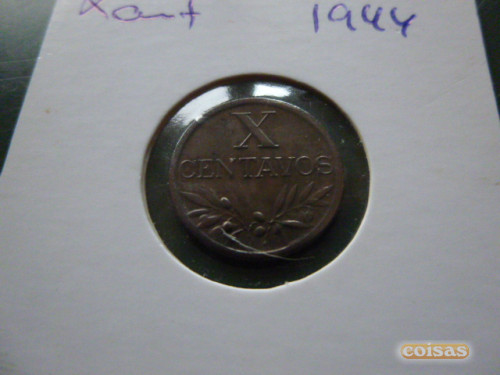 1944
X
CENTAVOS
coisas